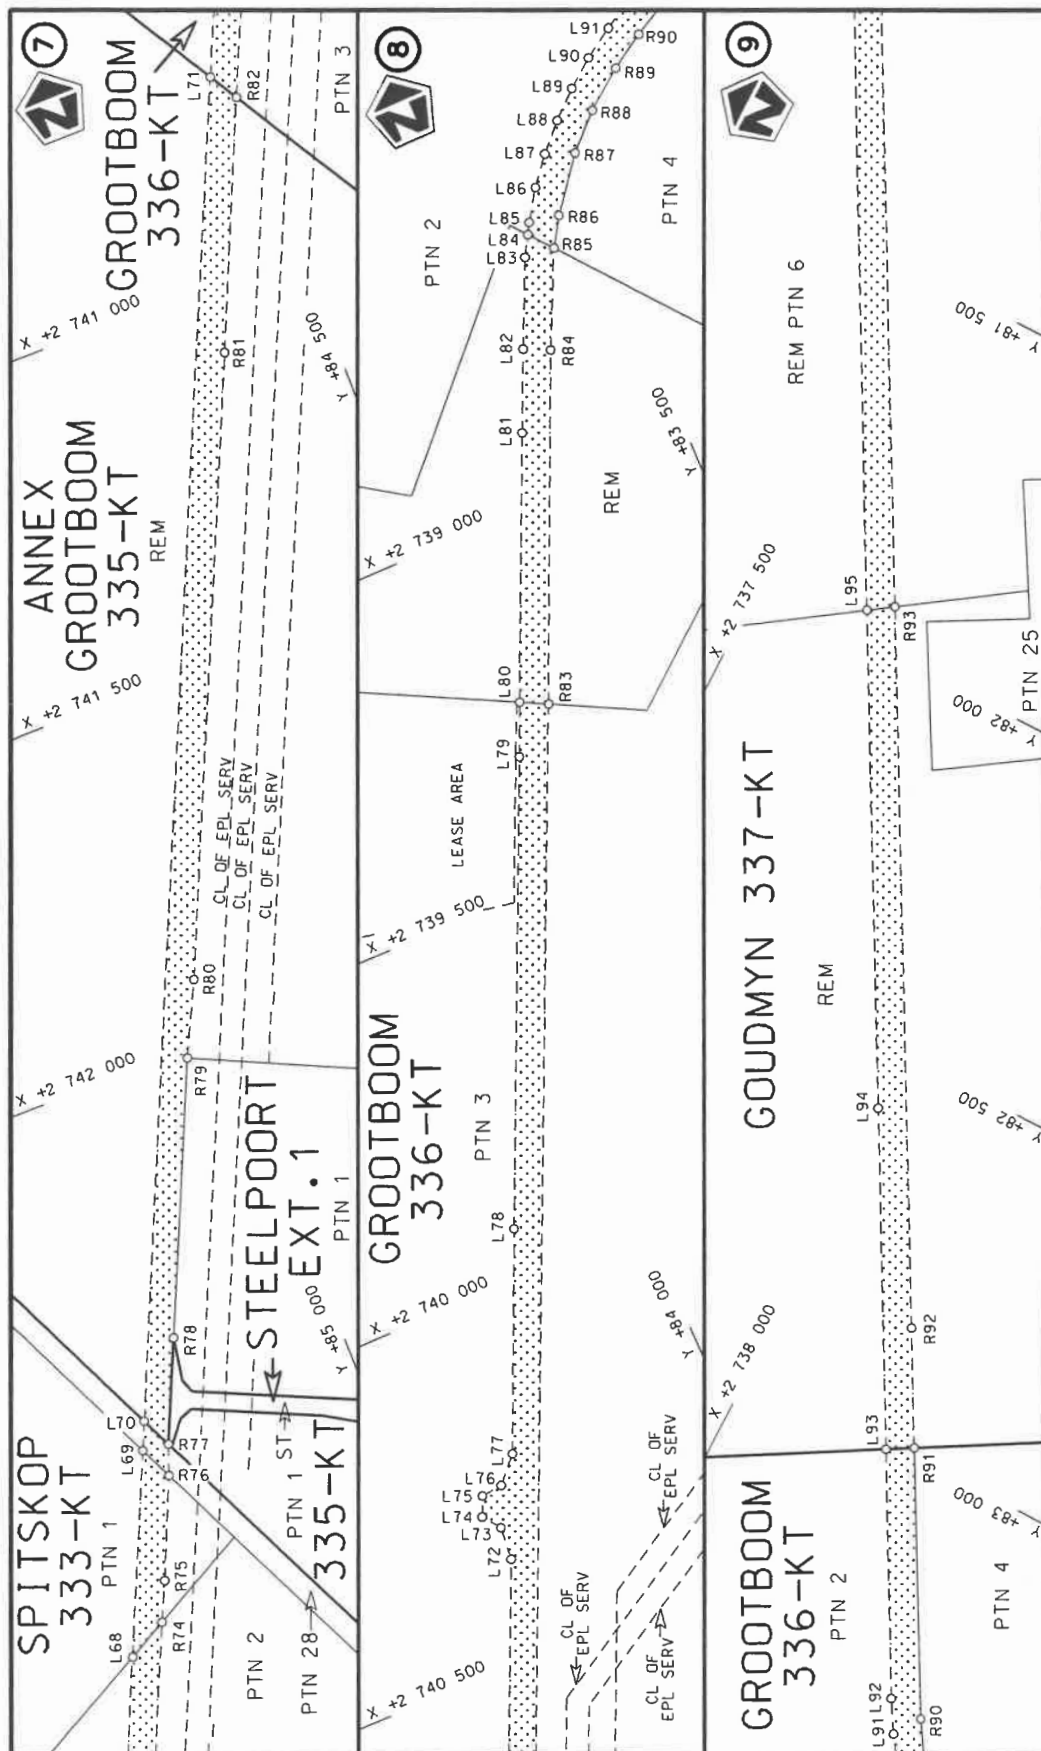 7
SPITSKOP
333-KT
PTN 1
L68
R74
R75
PTN 2
PTN 28
L69
L70
R76
R77
PTN 1
ST
335-KT
R78
Y +85 000
STEELPOORT
EXT.1
PTN 1
X +2 742 000
R79
R80
CL OF EPL SERV
CL OF EPL SERV
CL OF EPL SERV
X +2 741 500
ANNEX
GROOTBOOM
335-KT
REM
X +2 741 000
R81
Y +84 500
GROOTBOOM
336-KT
L71
R82
PTN 3
8
X +2 740 500
CL OF
EPL SERV
CL OF
EPL SERV
L72
L73
L74
L75
L76
L77
CL OF
EPL SERV
X +2 740 000
Y +84 000
L78
GROOTBOOM
336-KT
PTN 3
X +2 739 500
LEASE AREA
L79
L80
R83
X +2 739 000
REM
Y +83 500
L81
L82
R84
L83
L84
L85
R85
R86
PTN 2
L86
L87
L88
L89
L90
L91
R87
R88
R89
R90
PTN 4
9
GROOTBOOM
336-KT
PTN 2
L91
L92
R90
PTN 4
Y +83 000
X +2 738 000
L93
R91
R92
L94
Y +82 500
GOUDMYN 337-KT
REM
X +2 737 500
L95
R93
Y +82 000
PTN 25
REM PTN 6
Y +81 500